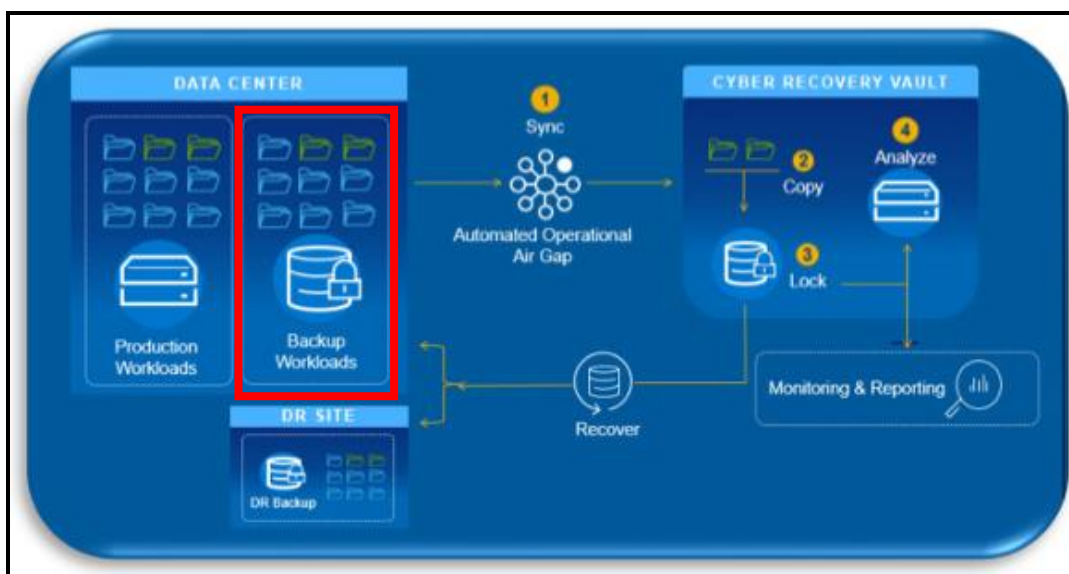 DATA CENTER
Production
Workloads
Backup
Workloads
DR SITE
DR Backup
1
Sync
Automated Operational
Air Gap
CYBER RECOVERY VAULT
2
Copy
3
Lock
4
Analyze
Monitoring & Reporting
Recover